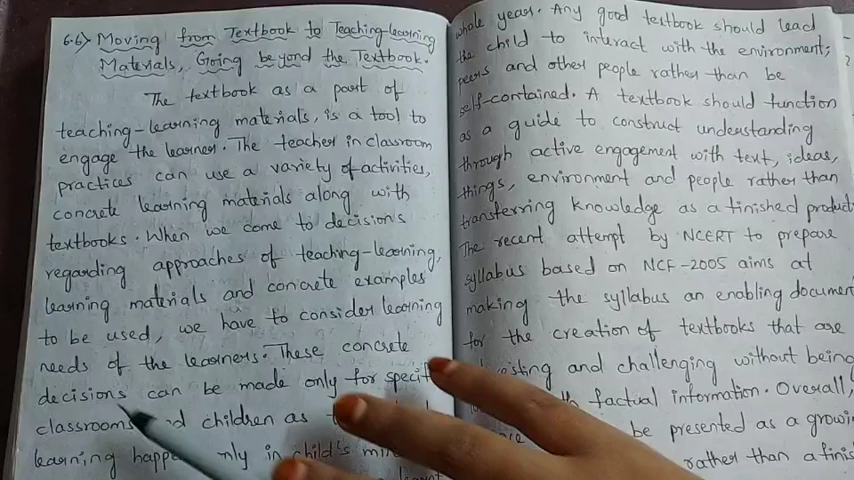 6.6) Moving from Textbook to Teaching-learning
Materials, Going beyond the Textbook.
The textbook as a part of
teaching-learning materials, is a tool to
engage the learner. The teacher in classroom
practices can use a variety of activities,
concrete learning materials along with
textbooks. When we come to decisions
regarding approaches of teaching-learning,
learning materials and concrete examples
to be used, we have to consider learning
needs of the learners. These concrete
decisions can be made only for
classrooms children as
learning in child's
whole year. Any good textbook should lead
the child to interact with the environment,
peers and other people rather than be
self-contained. A textbook should function
as a guide to construct understanding
through active engagement with text, ideas,
things, environment and people rather than
transferring knowledge as a finished product.
The recent attempt by NCERT to prepare
syllabus based on NCF-2005 aims at
making the syllabus an enabling document
for the creation of textbooks that are
and challenging without being
factual information. Overall,
be presented as a
rather than a